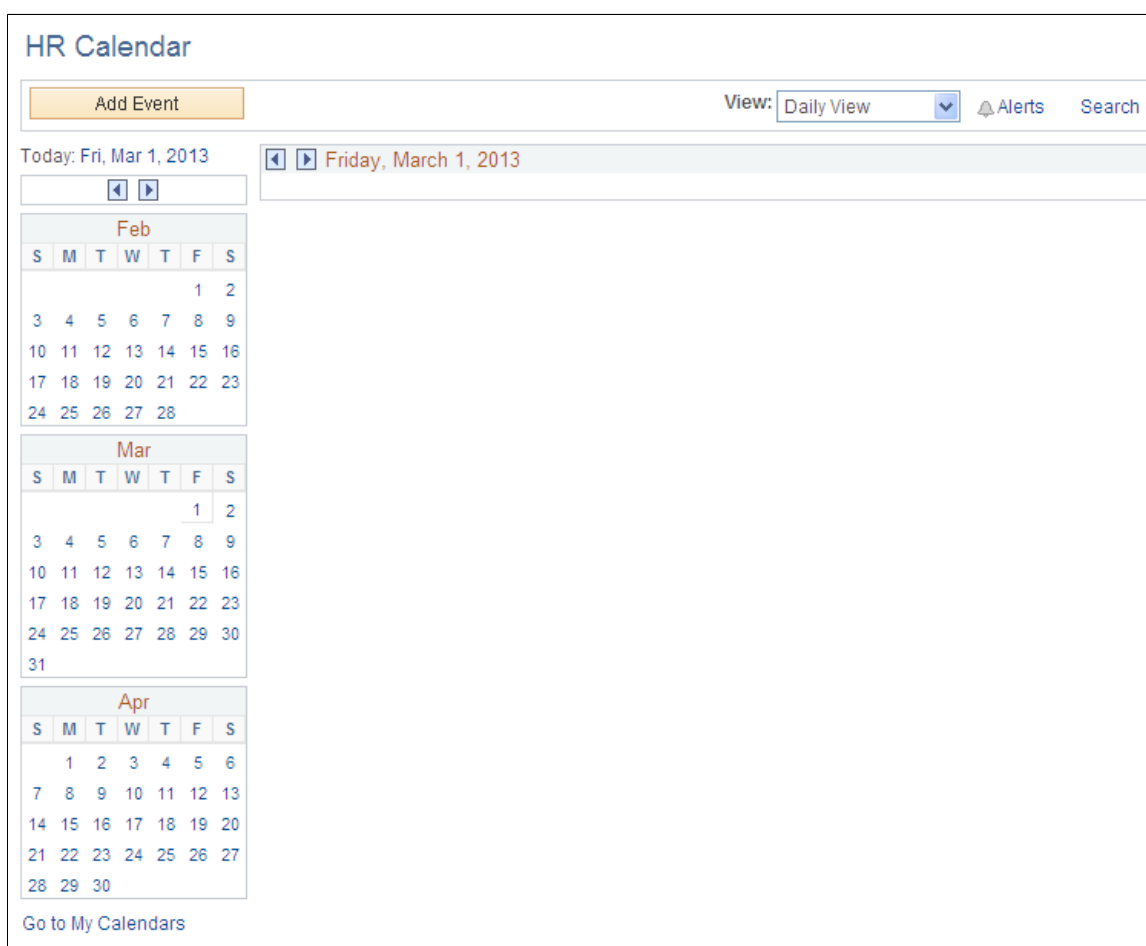 HR Calendar
Add Event
View: Daily View Alerts Search
Today: Fri, Mar 1, 2013
Friday, March 1, 2013
Feb
S M T W T F S
1 2
3 4 5 6 7 8 9
10 11 12 13 14 15 16
17 18 19 20 21 22 23
24 25 26 27 28
Mar
S M T W T F S
1 2
3 4 5 6 7 8 9
10 11 12 13 14 15 16
17 18 19 20 21 22 23
24 25 26 27 28 29 30
31
Apr
S M T W T F S
1 2 3 4 5 6
7 8 9 10 11 12 13
14 15 16 17 18 19 20
21 22 23 24 25 26 27
28 29 30
Go to My Calendars